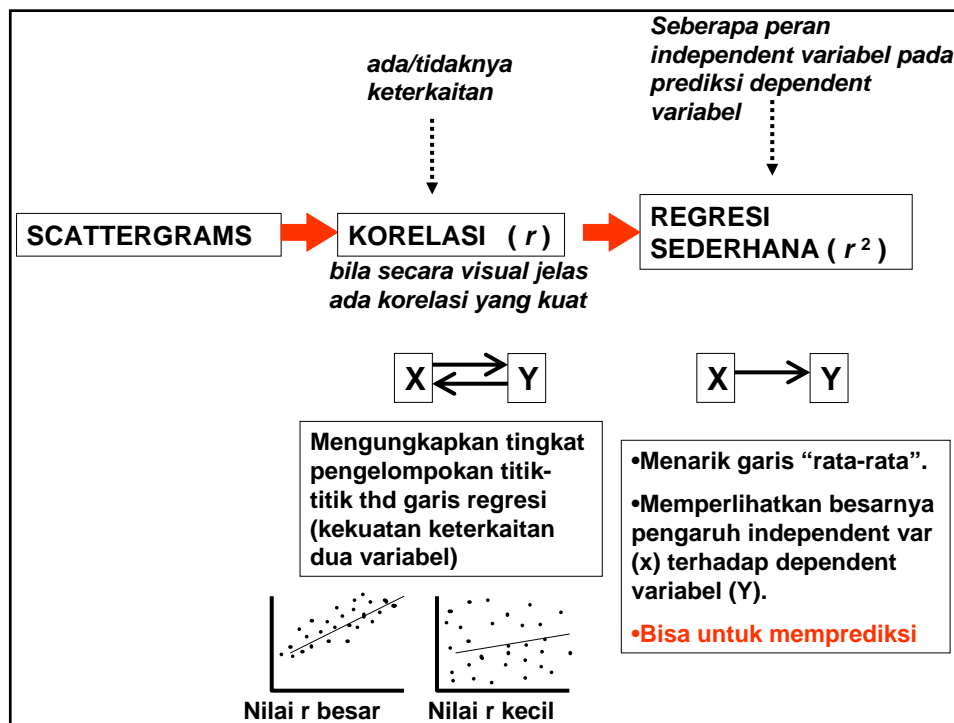 ada/tidaknya
keterkaitan
Seberapa peran
independent variabel pada
prediksi dependent
variabel
SCATTERGRAMS
KORELASI ( r )
bila secara visual jelas
ada korelasi yang kuat
REGRESI
SEDERHANA ( r ² )
X
Y
Mengungkapkan tingkat
pengelompokan titik-
titik thd garis regresi
(kekuatan keterkaitan
dua variabel)
Nilai r besar
Nilai r kecil
X
Y
•Menarik garis “rata-rata”.
•Memperlihatkan besarnya
pengaruh independent var
(x) terhadap dependent
variabel (Y).
•Bisa untuk memprediksi